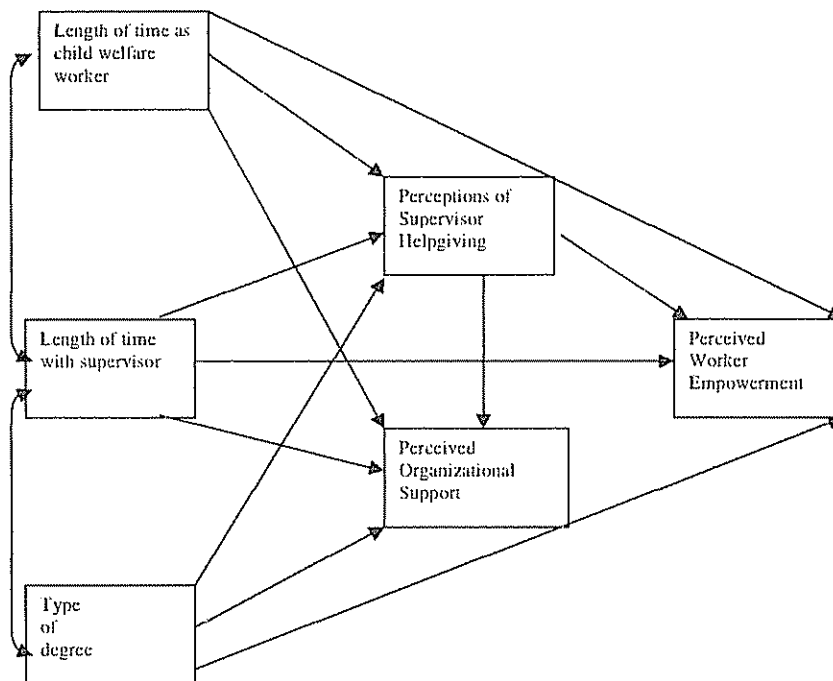 Length of time as
child welfare
worker
Perceptions of
Supervisor
Helpgiving
Length of time
with supervisor
Perceived
Worker
Empowerment
Perceived
Organizational
Support
Type
of
degree